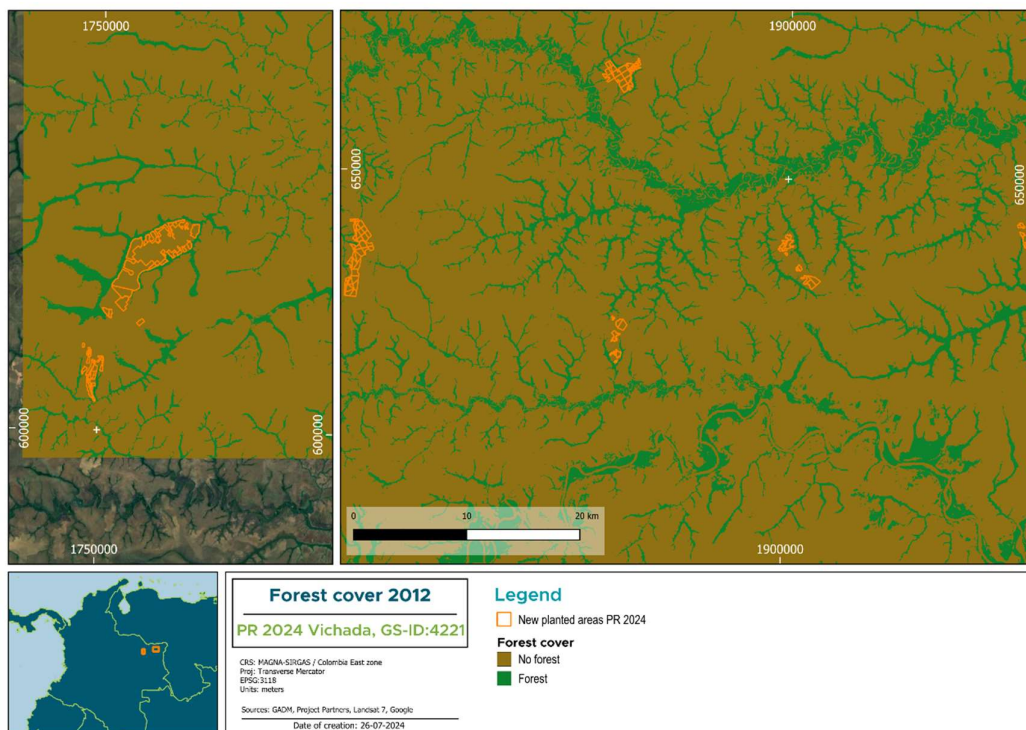 1750000
1900000
650000
650000
600000
600000
0
10
20 km
1750000
1900000
Forest cover 2012
PR 2024 Vichada, GS-ID:4221
CRS: MAGNA-SIRGAS / Colombia East zone
Proj: Transverse Mercator
EPSG:3118
Units: meters
Sources: GADM, Project Partners, Landsat 7, Google
Date of creation: 26-07-2024
Legend
New planted areas PR 2024
Forest cover
No forest
Forest